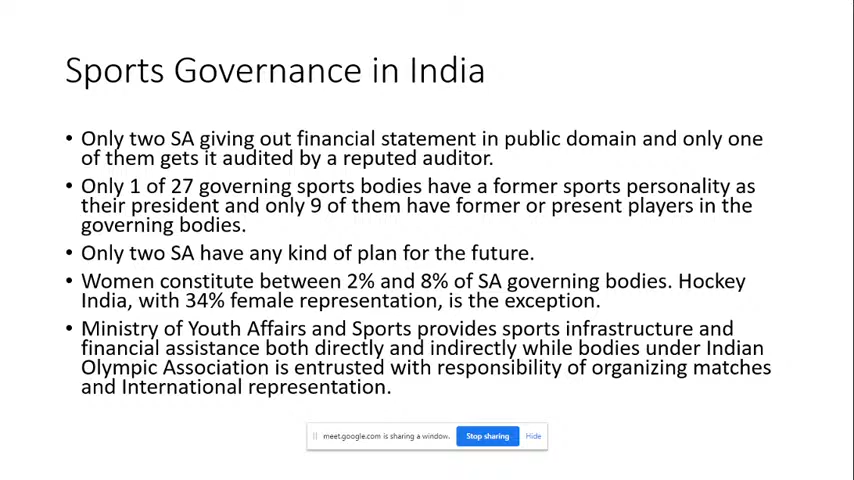 Sports Governance in India
• Only two SA giving out financial statement in public domain and only one
of them gets it audited by a reputed auditor.
• Only 1 of 27 governing sports bodies have a former sports personality as
their president and only 9 of them have former or present players in the
governing bodies.
• Only two SA have any kind of plan for the future.
• Women constitute between 2% and 8% of SA governing bodies. Hockey
India, with 34% female representation, is the exception.
• Ministry of Youth Affairs and Sports provides sports infrastructure and
financial assistance both directly and indirectly while bodies under Indian
Olympic Association is entrusted with responsibility of organizing matches
and International representation.
meet.google.com is sharing a window. Stop sharing Hide